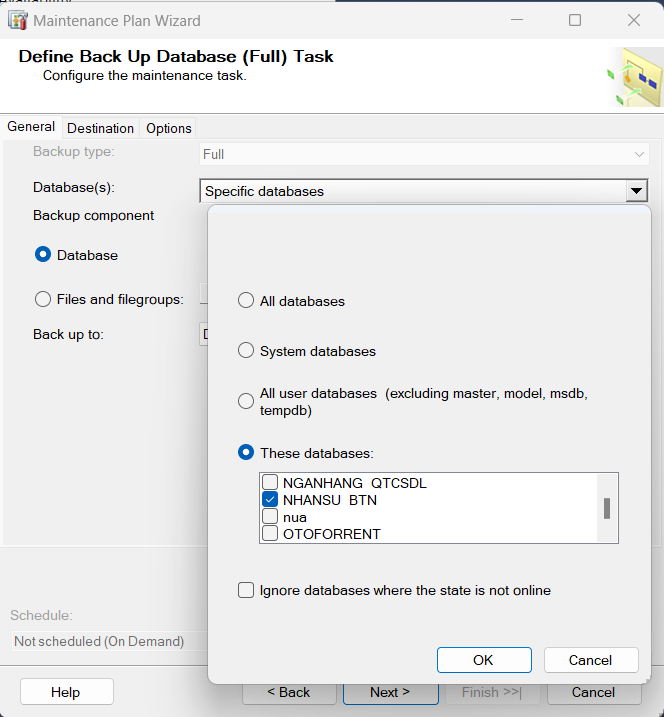 Maintenance Plan Wizard
Define Back Up Database (Full) Task
Configure the maintenance task.
General Destination Options
Backup type: Full
Database(s): Specific databases
Backup component
Database
Files and filegroups:
Back up to:
All databases
System databases
All user databases (excluding master, model, msdb,
tempdb)
These databases:
NGANHANG QTCSDL
NHANSU BTN
nua
OTOFORRENT
Ignore databases where the state is not online
OK Cancel
Schedule:
Not scheduled (On Demand)
Help < Back Next > Finish >>| Cancel